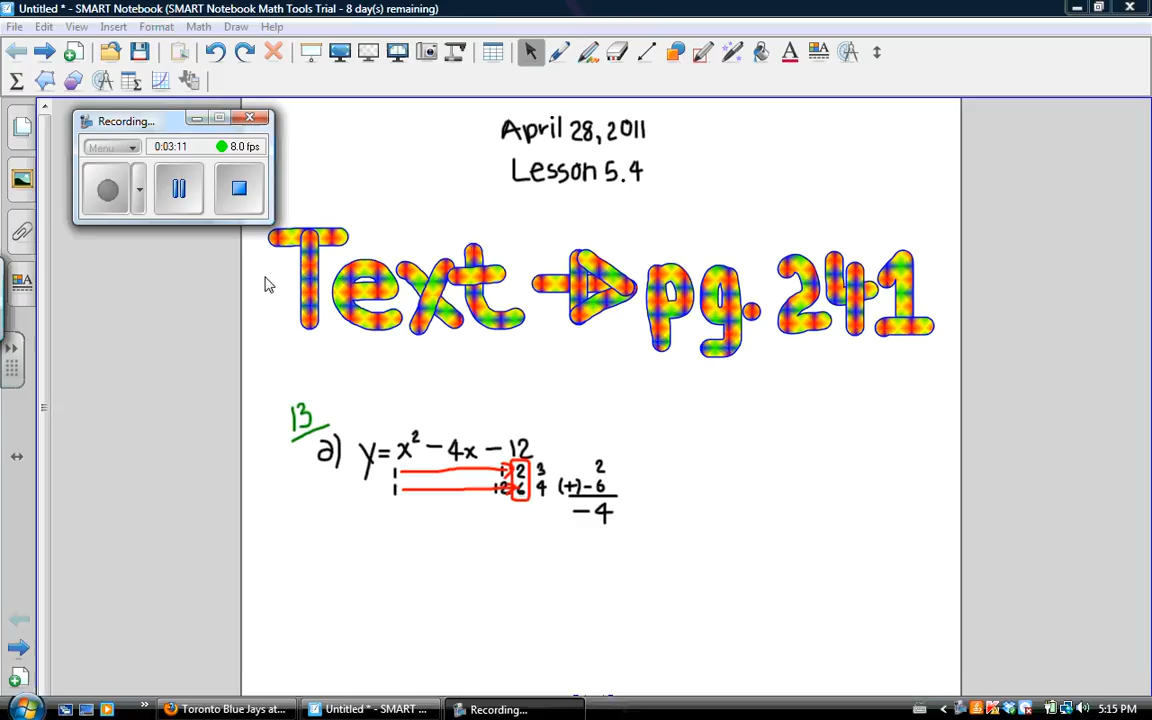 Untitled * - SMART Notebook (SMART Notebook Math Tools Trial - 8 day(s) remaining)
File Edit View Insert Format Math Draw Help
Recording...
Menu 0:03:11 8.0 fps
April 28, 2011
Lesson 5.4
Text → pg. 241
13
a) y = x² - 4x - 12
1 1 2 3 2
1 12 6 4 (+) - 6
-4
Toronto Blue Jays at... Untitled * - SMART ... Recording... 5:15 PM